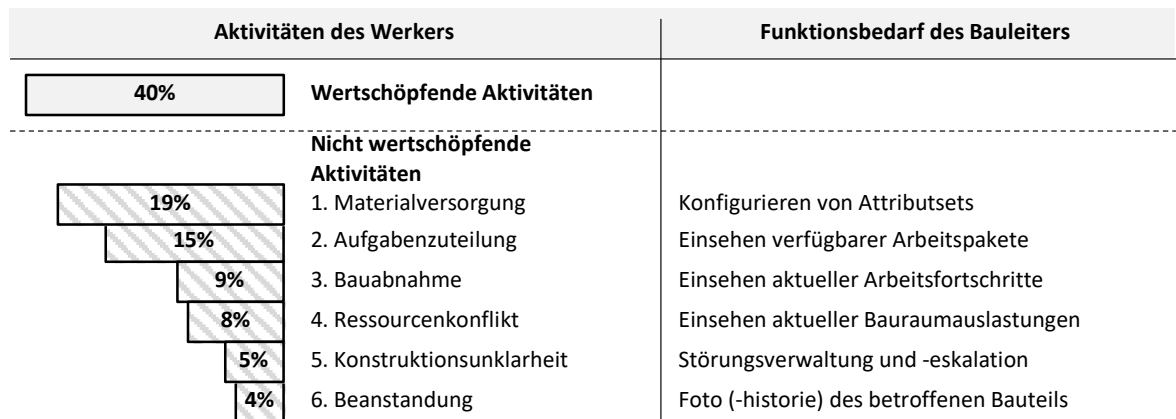 Aktivitäten des Werkers Funktionsbedarf des Bauleiters
40% Wertschöpfende Aktivitäten
Nicht wertschöpfende
Aktivitäten
19% 1. Materialversorgung Konfigurieren von Attributsets
15% 2. Aufgabenzuteilung Einsehen verfügbarer Arbeitspakete
9% 3. Bauabnahme Einsehen aktueller Arbeitsfortschritte
8% 4. Ressourcenkonflikt Einsehen aktueller Bauraumauslastungen
5% 5. Konstruktionsunklarheit Störungsverwaltung und -eskalation
4% 6. Beanstandung Foto (-historie) des betroffenen Bauteils